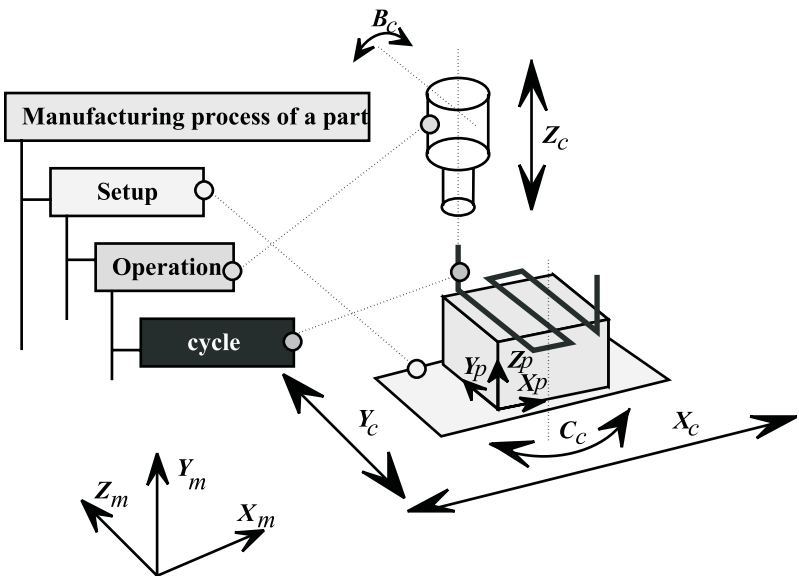 Bc
Manufacturing process of a part
Zc
Setup
Operation
cycle
Yp
Zp
Xp
Yc
Cc
Xc
Ym
Zm
Xm